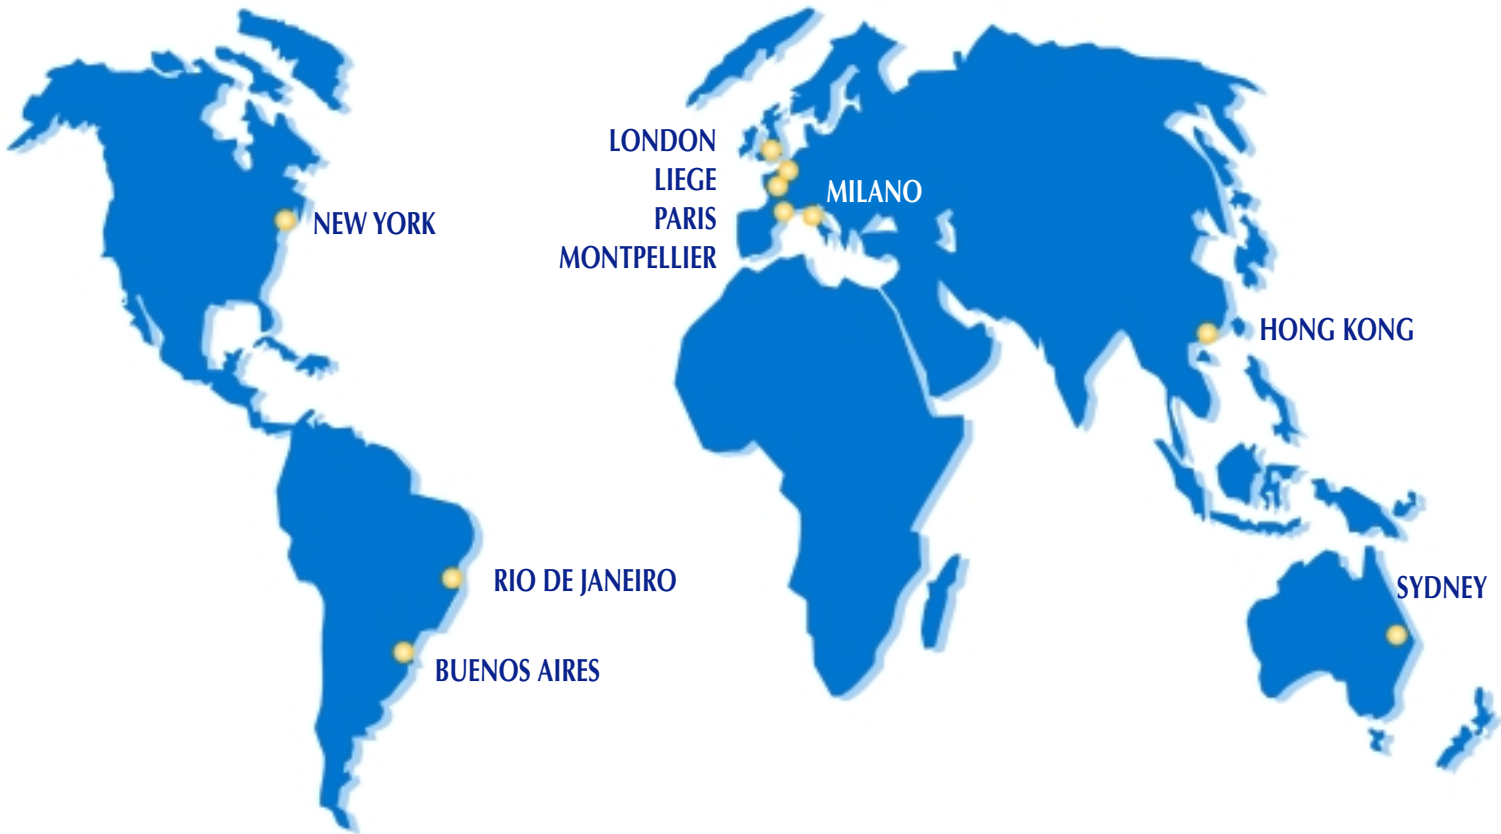 LONDON
LIEGE
MILANO
PARIS
NEW YORK
MONTPELLIER
HONG KONG
RIO DE JANEIRO
SYDNEY
BUENOS AIRES